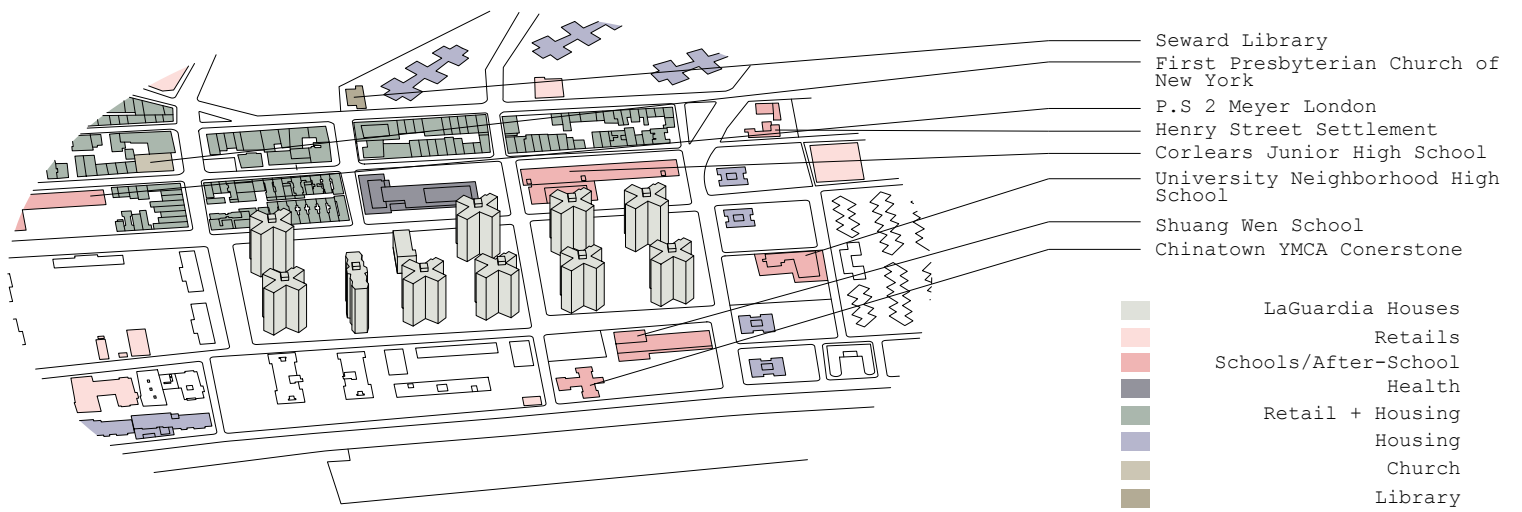 Seward Library
First Presbyterian Church of
New York
P.S 2 Meyer London
Henry Street Settlement
Corlears Junior High School
University Neighborhood High
School
Shuang Wen School
Chinatown YMCA Conerstone
LaGuardia Houses
Retails
Schools/After-School
Health
Retail + Housing
Housing
Church
Library